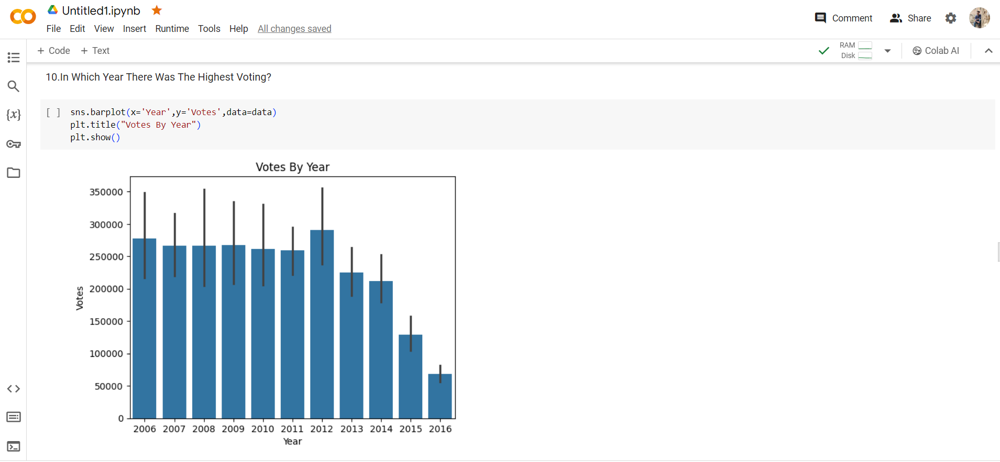 Untitled1.ipynb
File Edit View Insert Runtime Tools Help All changes saved
Comment
Share
+ Code + Text
RAM
Disk
Colab AI
10.In Which Year There Was The Highest Voting?
{x}
[ ] sns.barplot(x='Year',y='Votes',data=data)
plt.title("Votes By Year")
plt.show()
Votes By Year
350000
300000
250000
200000
150000
100000
50000
0
Votes
2006 2007 2008 2009 2010 2011 2012 2013 2014 2015 2016
Year